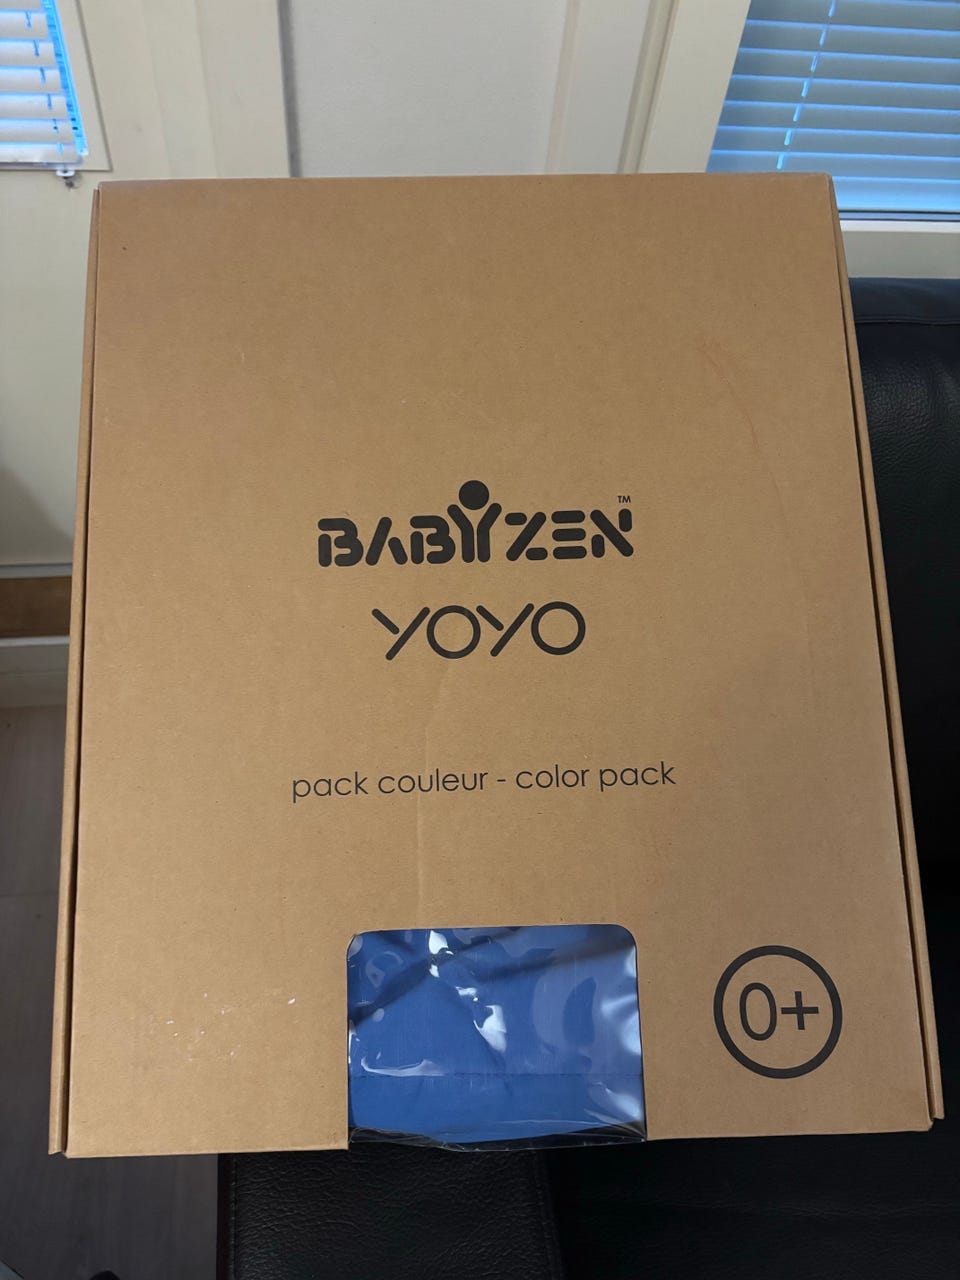 BABYZEN™
YOYO
pack couleur - color pack
0+